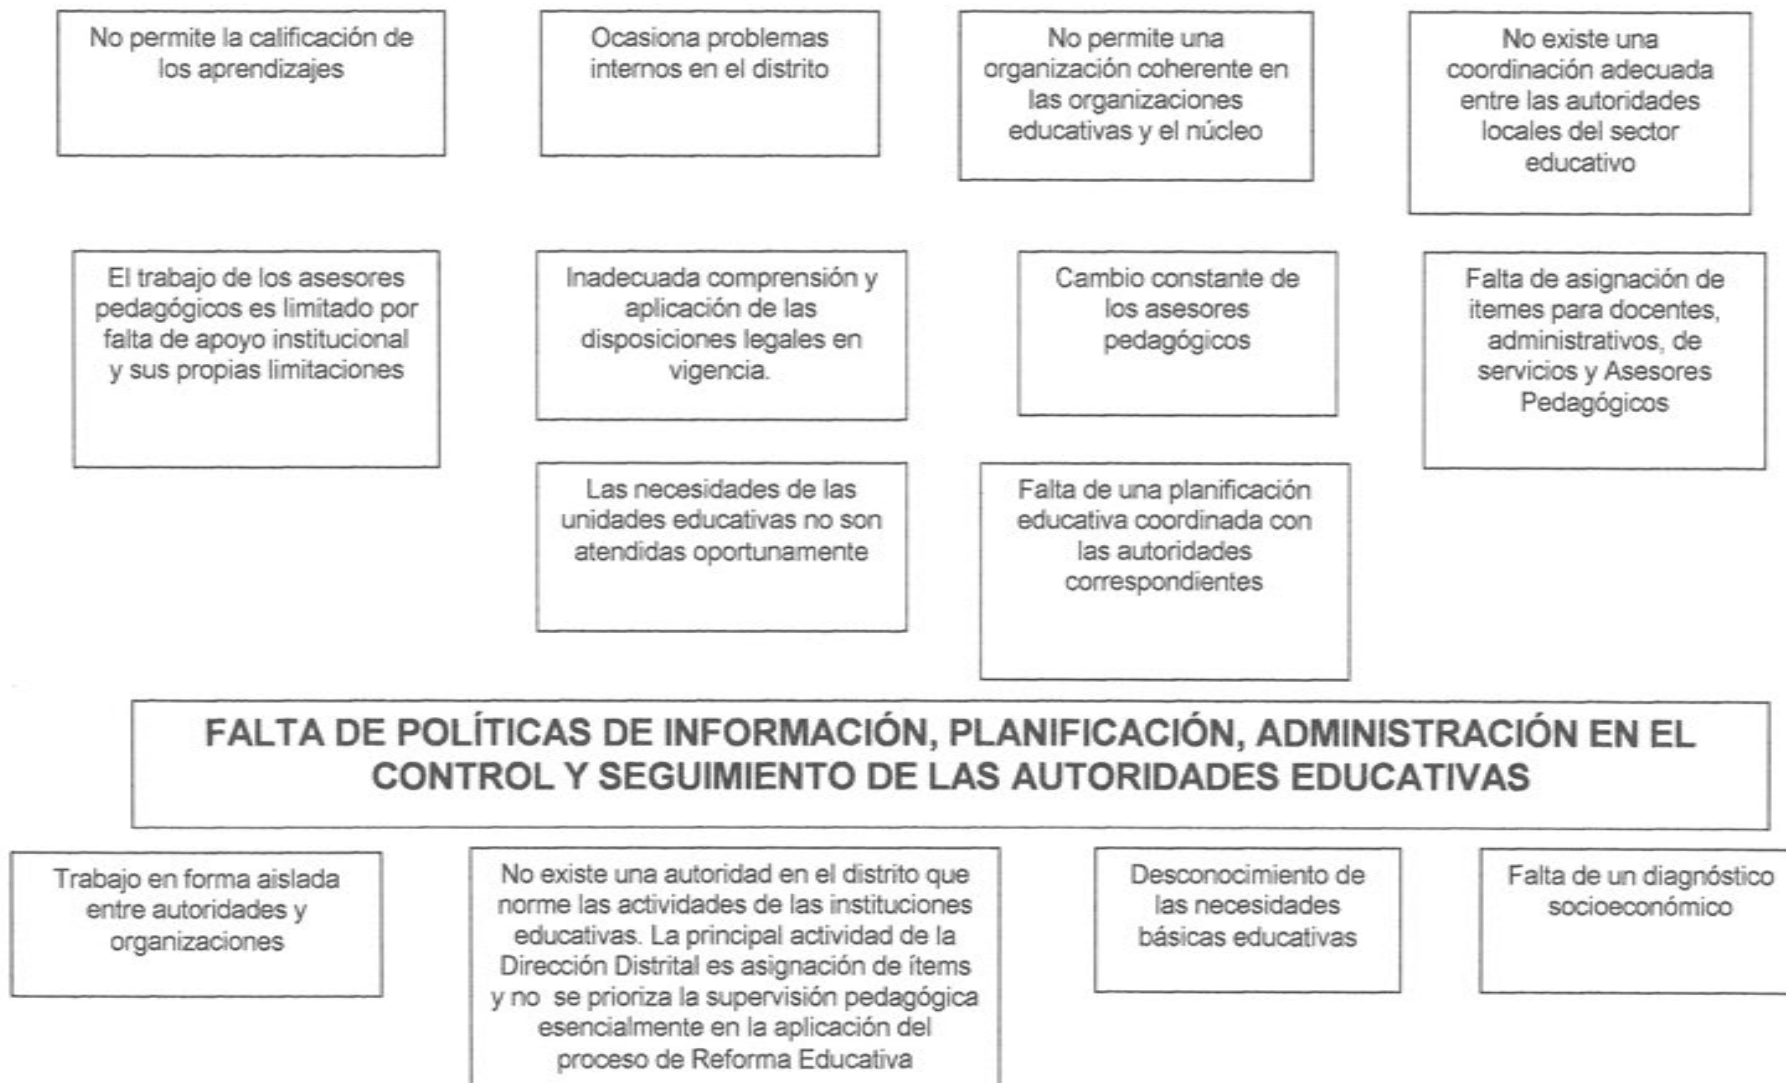 No permite la calificación de
los aprendizajes
Ocasiona problemas
internos en el distrito
No permite una
organización coherente en
las organizaciones
educativas y el núcleo
No existe una
coordinación adecuada
entre las autoridades
locales del sector
educativo
El trabajo de los asesores
pedagógicos es limitado por
falta de apoyo institucional
y sus propias limitaciones
Inadecuada comprensión y
aplicación de las
disposiciones legales en
vigencia.
Cambio constante de
los asesores
pedagógicos
Falta de asignación de
itemes para docentes,
administrativos, de
servicios y Asesores
Pedagógicos
Las necesidades de las
unidades educativas no son
atendidas oportunamente
Falta de una planificación
educativa coordinada con
las autoridades
correspondientes
FALTA DE POLÍTICAS DE INFORMACIÓN, PLANIFICACIÓN, ADMINISTRACIÓN EN EL
CONTROL Y SEGUIMIENTO DE LAS AUTORIDADES EDUCATIVAS
Trabajo en forma aislada
entre autoridades y
organizaciones
No existe una autoridad en el distrito que
norme las actividades de las instituciones
educativas. La principal actividad de la
Dirección Distrital es asignación de ítems
y no se prioriza la supervisión pedagógica
esencialmente en la aplicación del
proceso de Reforma Educativa
Desconocimiento de
las necesidades
básicas educativas
Falta de un diagnóstico
socioeconómico